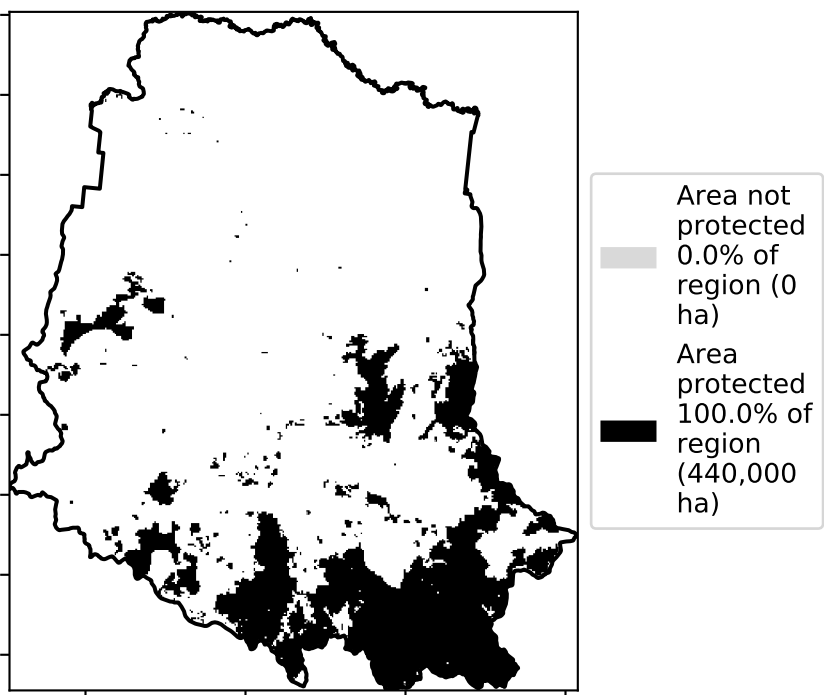 Area not
protected
0.0% of
region (0
ha)
Area
protected
100.0% of
region
(440,000
ha)